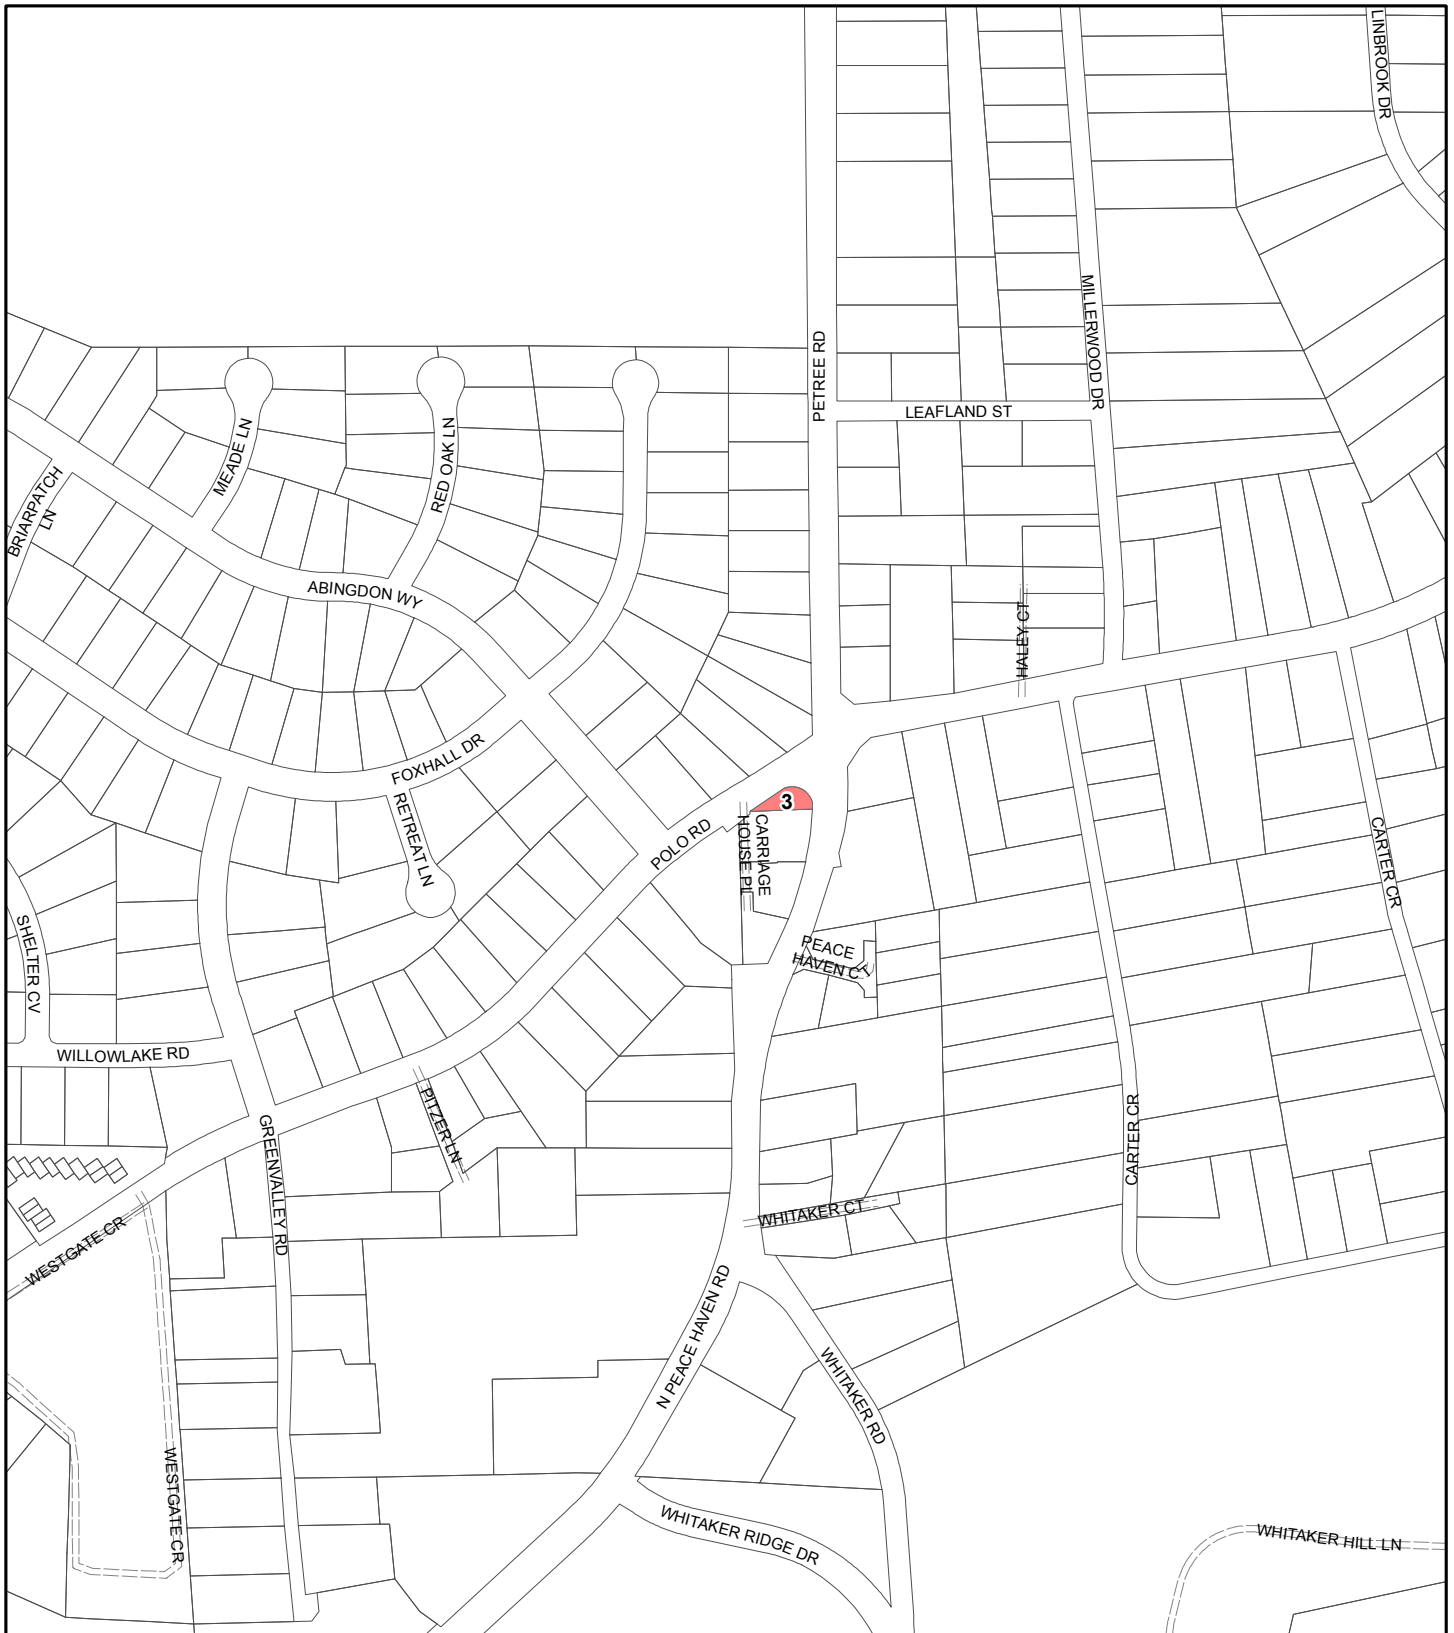 LINBROOK DR
PETREE RD
MILLERWOOD DR
LEAFLAND ST
MEADE LN
RED OAK LN
BRIARPATCH
LN
ABINGDON WY
HALEY CT
FOXHALL DR
RETREAT LN
3
POLO RD
CARRIAGE
HOUSE PL
CARTER CR
SHELTER CV
PEACE
HAVEN CT
WILLOWLAKE RD
PITZER LN
CARTER CR
GREENVALLEY RD
WESTGATE CR
WHITAKER CT
N PEACE HAVEN RD
WHITAKER RD
WESTGATE CR
WHITAKER RIDGE DR
WHITAKER HILL LN